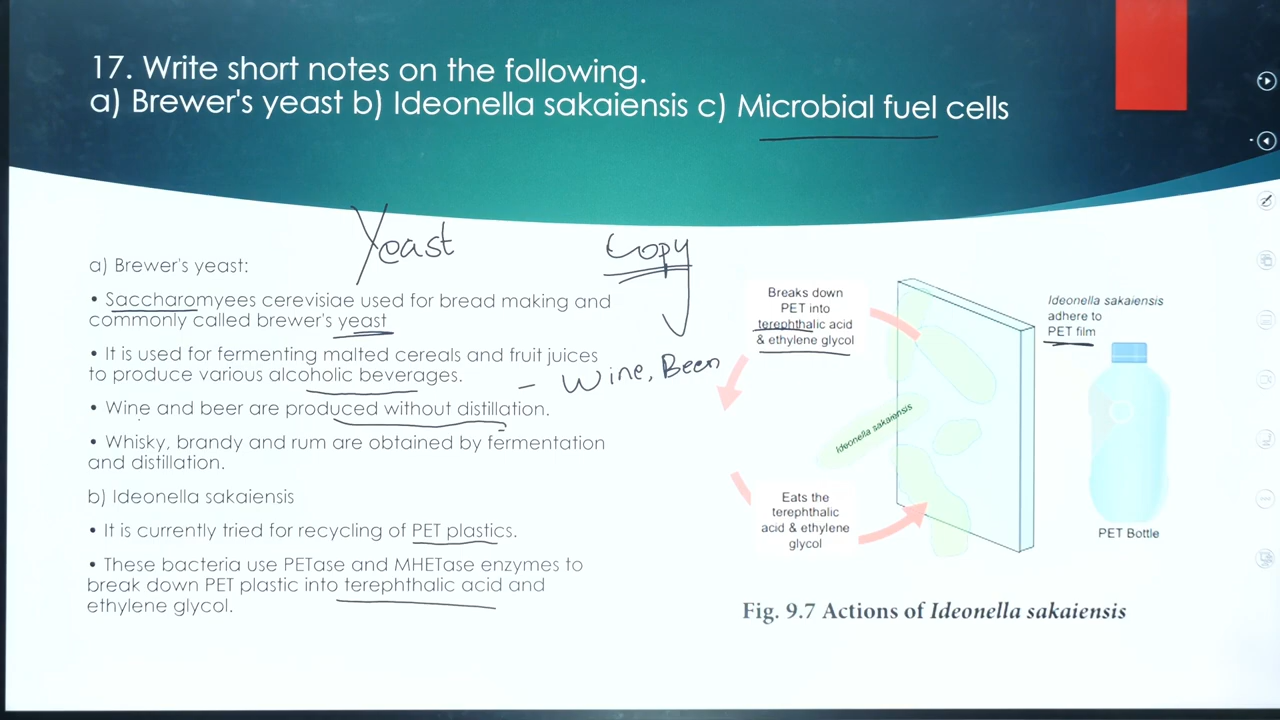 17. Write short notes on the following.
a) Brewer's yeast b) Ideonella sakaiensis c) Microbial fuel cells
Yeast
Copy
a) Brewer's yeast:
• Saccharomyees cerevisiae used for bread making and
commonly called brewer's yeast
• It is used for fermenting malted cereals and fruit juices
to produce various alcoholic beverages.
- Wine, Been
• Wine and beer are produced without distillation.
• Whisky, brandy and rum are obtained by fermentation
and distillation.
b) Ideonella sakaiensis
• It is currently tried for recycling of PET plastics.
• These bacteria use PETase and MHETase enzymes to
break down PET plastic into terephthalic acid and
ethylene glycol.
Breaks down
PET into
terephthalic acid
& ethylene glycol
Ideonella sakaiensis
adhere to
PET film
Ideonella sakaiensis
Eats the
terephthalic
acid & ethylene
glycol
PET Bottle
Fig. 9.7 Actions of Ideonella sakaiensis